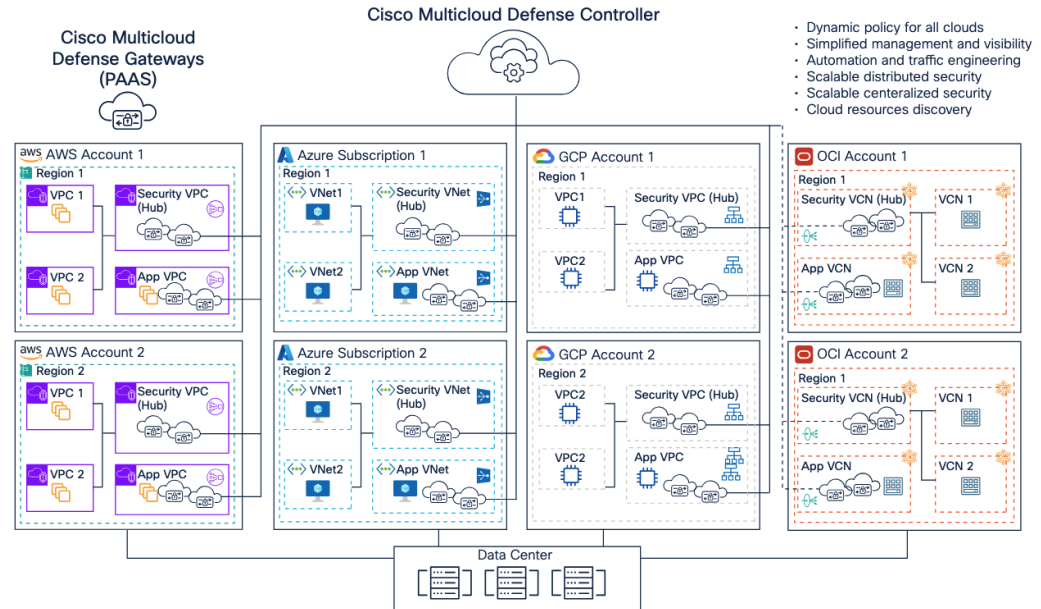 Cisco Multicloud Defense Controller
Cisco Multicloud
Defense Gateways
(PAAS)
· Dynamic policy for all clouds
· Simplified management and visibility
· Automation and traffic engineering
· Scalable distributed security
· Scalable centeralized security
· Cloud resources discovery
aws AWS Account 1
Region 1
VPC 1
Security VPC
(Hub)
VPC 2
App VPC
Azure Subscription 1
Region 1
VNet1
Security VNet
(Hub)
VNet2
App VNet
GCP Account 1
Region 1
VPC1
Security VPC (Hub)
VPC2
App VPC
OCI Account 1
Region 1
Security VCN (Hub)
VCN 1
App VCN
VCN 2
aws AWS Account 2
Region 2
VPC 1
Security VPC
(Hub)
VPC 2
App VPC
Azure Subscription 2
Region 2
VNet1
Security VNet
(Hub)
VNet2
App VNet
GCP Account 2
Region 2
VPC2
Security VPC (Hub)
VPC2
App VPC
OCI Account 2
Region 1
Security VCN (Hub)
VCN 1
App VCN
VCN 2
Data Center